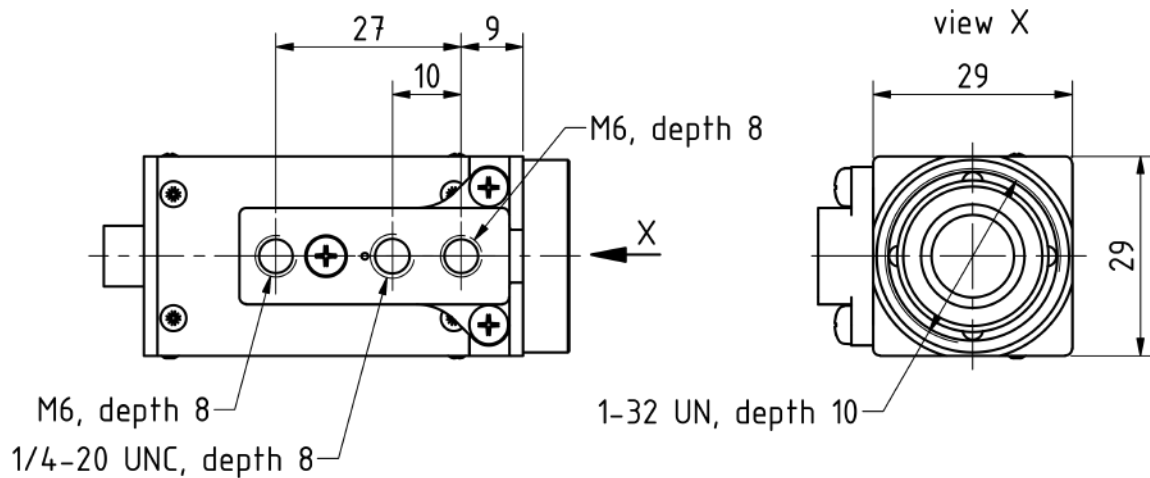 view X
27
9
10
29
M6, depth 8
X
29
M6, depth 8
1-32 UN, depth 10
1/4-20 UNC, depth 8